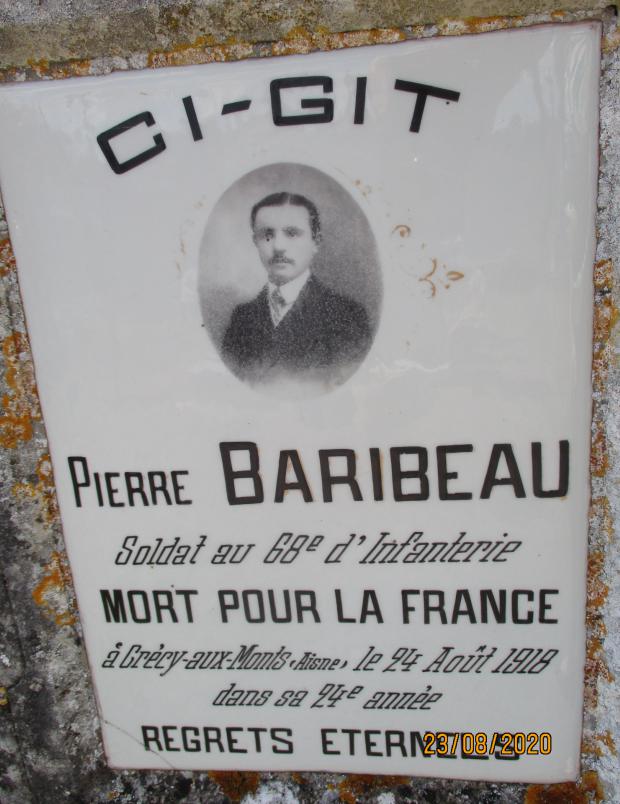 CI-GIT
PIERRE BARIBEAU
Soldat au 68e d'Infanterie
MORT POUR LA FRANCE
à Crécy-aux-Monts «Aisne» le 24 Août 1918
dans sa 24e année
REGRETS ETERNELS
23/08/2020